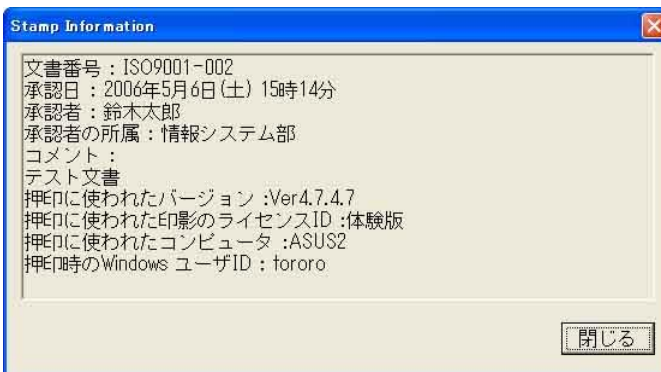 Stamp Information
文書番号：ISO9001-002
承認日：2006年5月6日(土) 15時14分
承認者：鈴木太郎
承認者の所属：情報システム部
コメント：
テスト文書
押印に使われたバージョン :Ver4.7.4.7
押印に使われた印影のライセンスID :体験版
押印に使われたコンピュータ :ASUS2
押印時のWindows ユーザID : tororo
閉じる